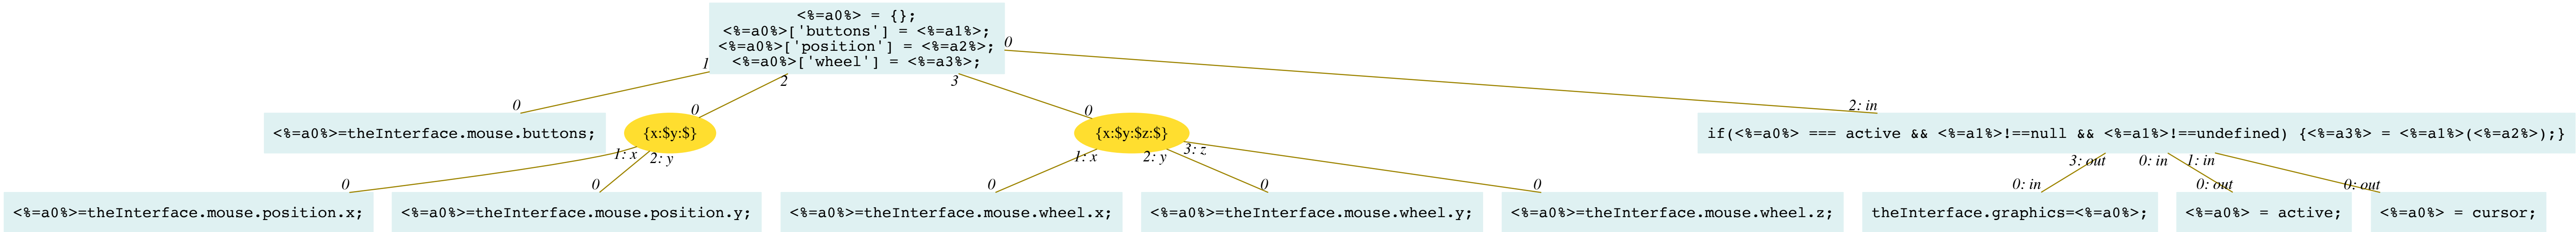 <%=a0%> = {};
<%=a0%>['buttons'] = <%=a1%>;
<%=a0%>['position'] = <%=a2%>;
<%=a0%>['wheel'] = <%=a3%>;
0
1
2
3
0
0
0
2: in
<%=a0%>=theInterface.mouse.buttons;
{x:$y:$}
{x:$y:$z:$}
if(<%=a0%> === active && <%=a1%>!==null && <%=a1%>!==undefined) {<%=a3%> = <%=a1%>(<%=a2%>);}
1: x
2: y
1: x
2: y
3: z
3: out
0: in
1: in
0
0
0
0
0
0: in
0: out
0: out
<%=a0%>=theInterface.mouse.position.x;
<%=a0%>=theInterface.mouse.position.y;
<%=a0%>=theInterface.mouse.wheel.x;
<%=a0%>=theInterface.mouse.wheel.y;
<%=a0%>=theInterface.mouse.wheel.z;
theInterface.graphics=<%=a0%>;
<%=a0%> = active;
<%=a0%> = cursor;